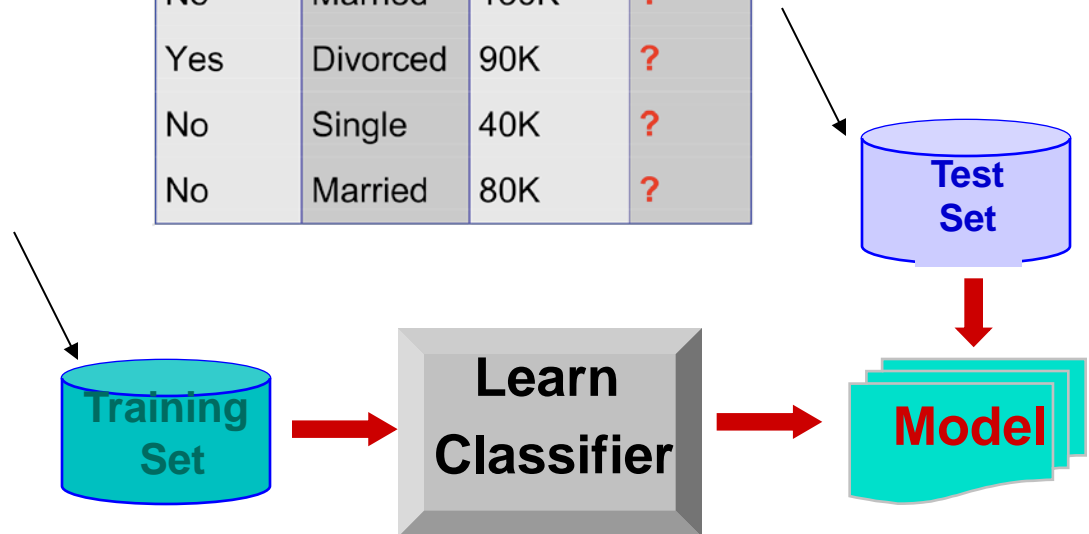 Yes Divorced 90K ?
No Single 40K ?
No Married 80K ?
Test
Set
Training
Set
Learn
Classifier
Model